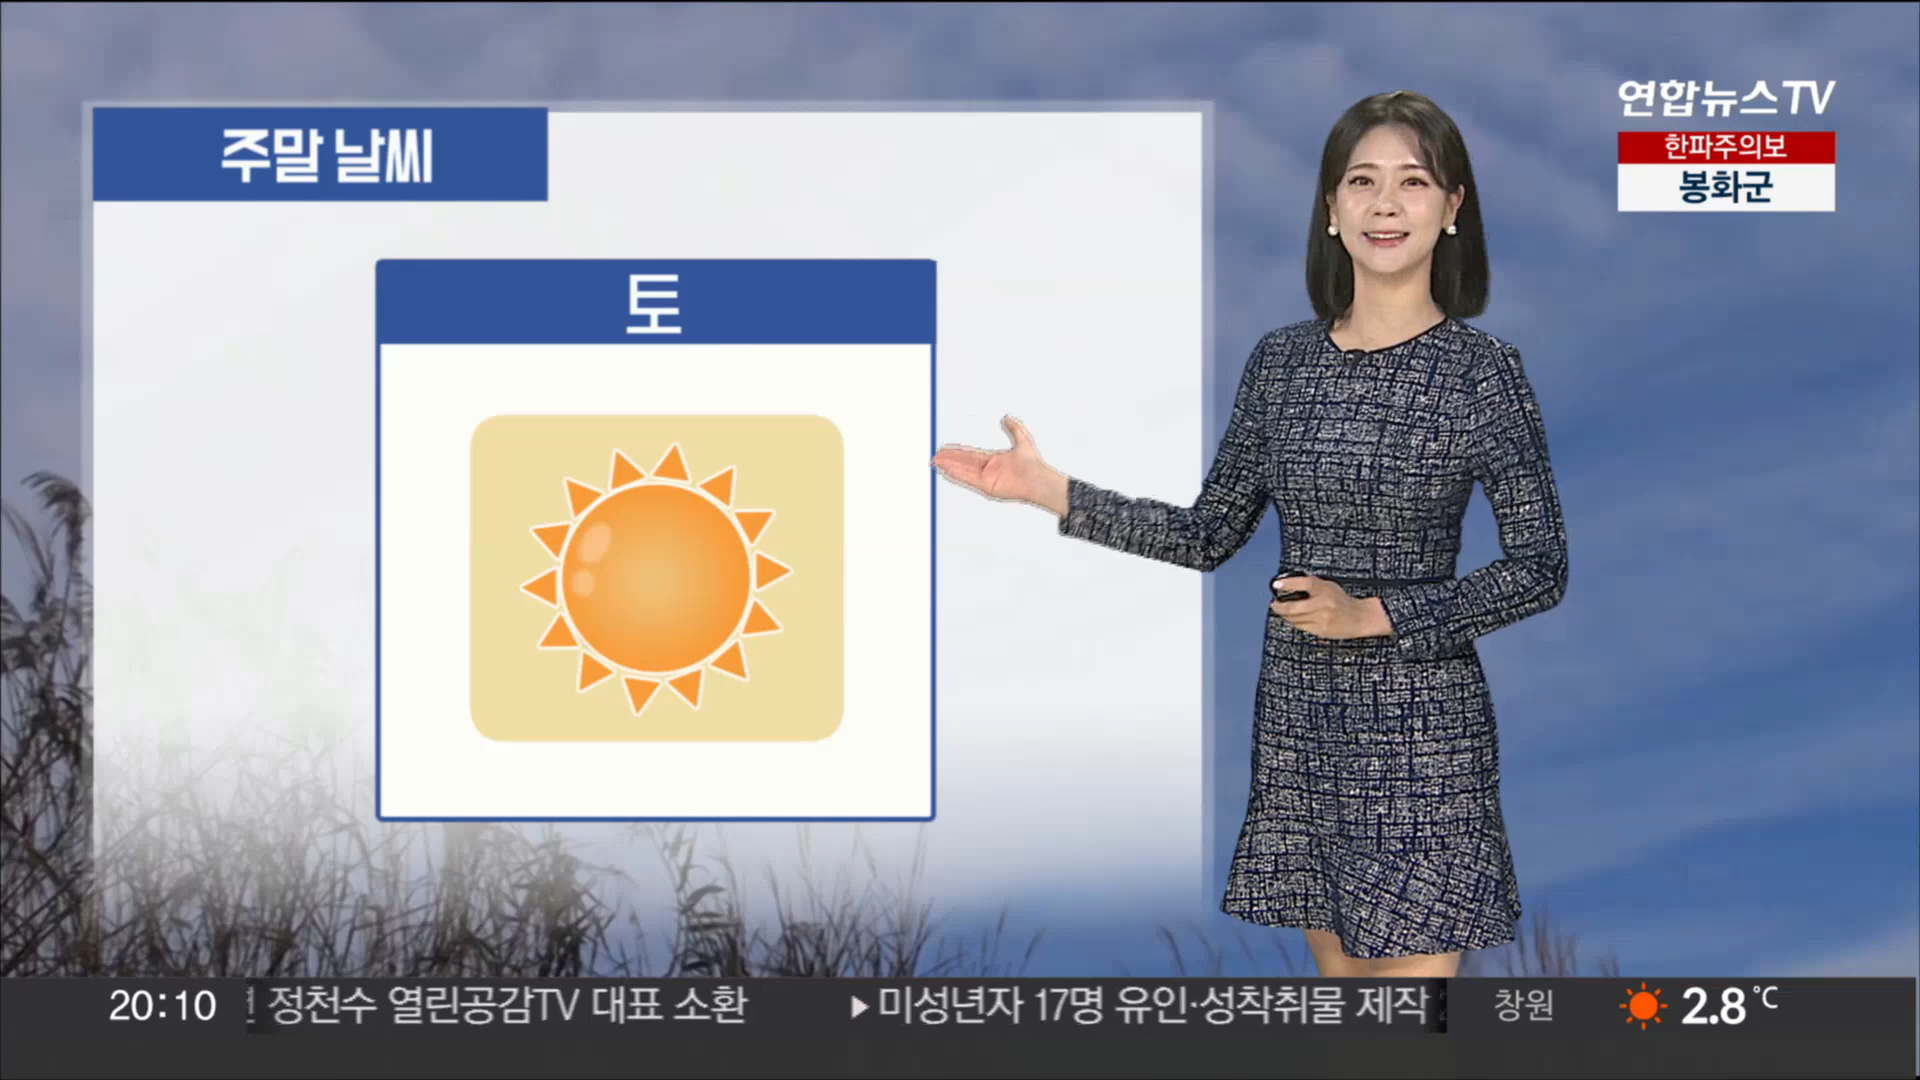 주말 날씨
토
연합뉴스TV
한파주의보
봉화군
20:10 정천수 열린공감TV 대표 소환 ▶미성년자 17명 유인·성착취물 제작 창원 2.8℃